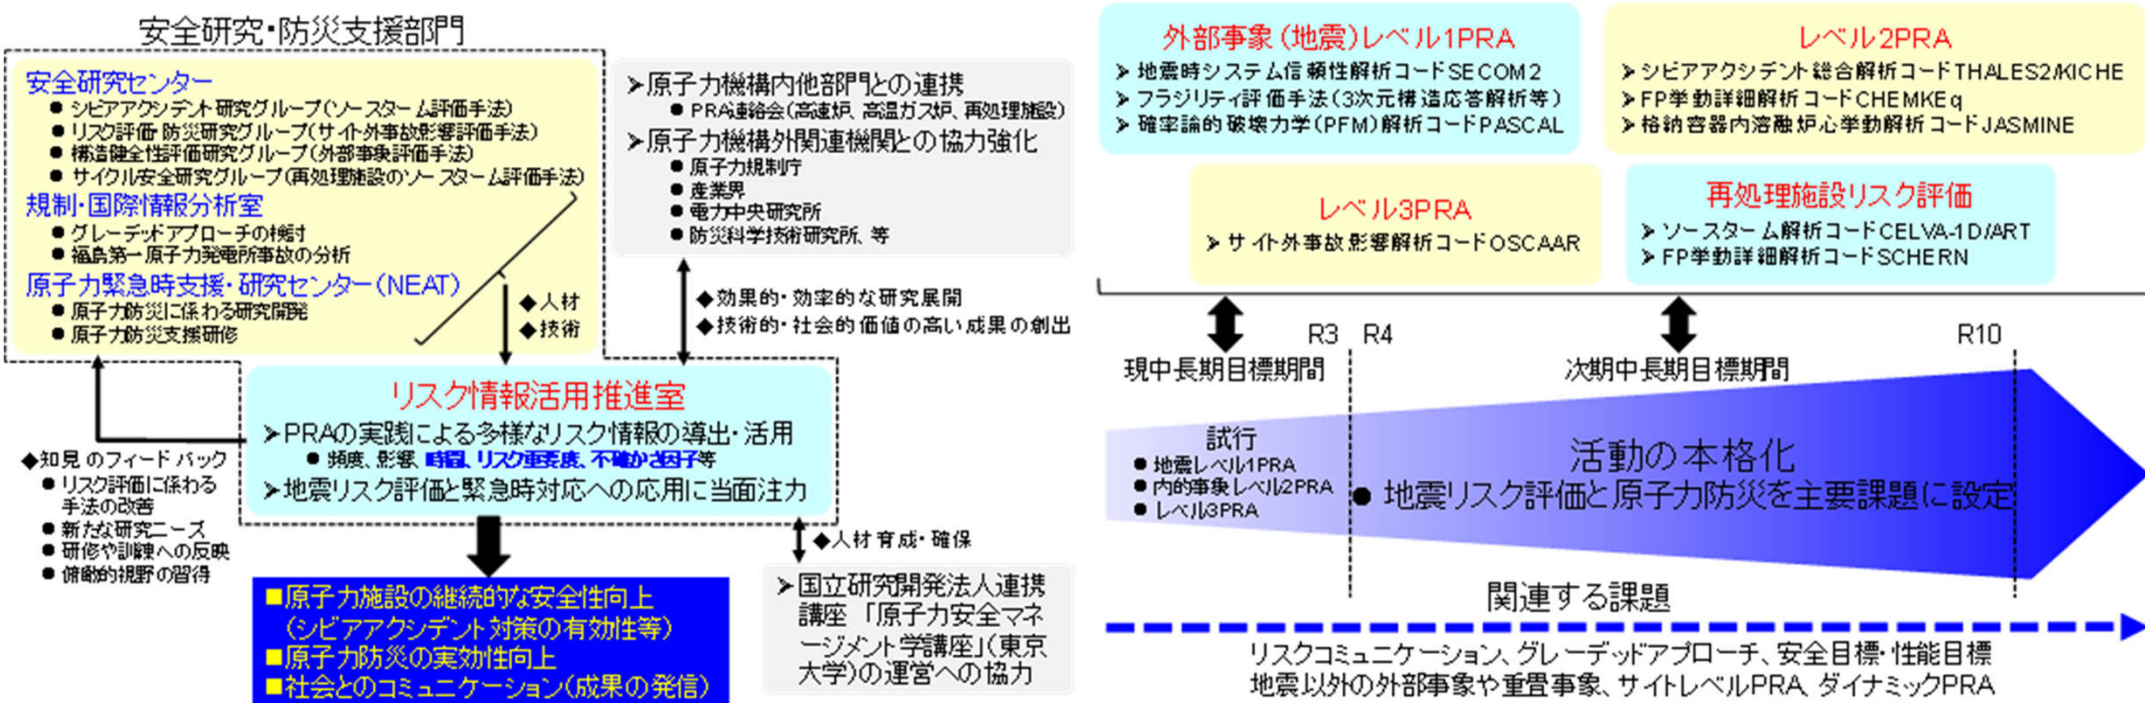 安全研究・防災支援部門
安全研究センター
● シビアアクシデント研究グループ(ソースターム評価手法)
● リスク評価・防災研究グループ(サイト外事故影響評価手法)
● 構造健全性評価研究グループ(外部事象評価手法)
● サイクル安全研究グループ(再処理施設のソースターム評価手法)
規制・国際情報分析室
● グレーデッドアプローチの検討
● 福島第一原子力発電所事故の分析
原子力緊急時支援・研究センター(NEAT)
● 原子力防災に係わる研究開発
● 原子力防災支援研修
➢原子力機構内他部門との連携
● PRA連絡会(高速炉、高温ガス炉、再処理施設)
➢原子力機構外関連機関との協力強化
● 原子力規制庁
● 産業界
● 電力中央研究所
● 防災科学技術研究所、等
◆人材
◆技術
◆効果的・効率的な研究展開
◆技術的・社会的価値の高い成果の創出
リスク情報活用推進室
➢PRAの実践による多様なリスク情報の導出・活用
● 頻度、影響、時間、リスク重要度、不確かさ因子等
➢地震リスク評価と緊急時対応への応用に当面注力
◆知見のフィードバック
● リスク評価に係わる
手法の改善
● 新たな研究ニーズ
● 研修や訓練への反映
● 俯瞰的視野の習得
◆人材育成・確保
■原子力施設の継続的な安全性向上
(シビアアクシデント対策の有効性等)
■原子力防災の実効性向上
■社会とのコミュニケーション(成果の発信)
➢国立研究開発法人連携
講座「原子力安全マネ
ージメント学講座」(東京
大学)の運営への協力
外部事象(地震)レベル1PRA
➢ 地震時システム信頼性解析コードSECOM2
➢ フラジリティ評価手法(3次元構造応答解析等)
➢ 確率論的破壊力学(PFM)解析コードPASCAL
レベル2PRA
➢ シビアアクシデント総合解析コードTHALES2/KICHE
➢ FP挙動詳細解析コードCHEMKEq
➢ 格納容器内溶融炉心挙動解析コードJASMINE
レベル3PRA
➢ サイト外事故影響解析コードOSCAAR
再処理施設リスク評価
➢ ソースターム解析コードCELVA-1D/ART
➢ FP挙動詳細解析コードSCHERN
R3 R4 R10
現中長期目標期間
次期中長期目標期間
試行
● 地震レベル1PRA
● 内的事象レベル2PRA
● レベル3PRA
活動の本格化
● 地震リスク評価と原子力防災を主要課題に設定
関連する課題
リスクコミュニケーション、グレーデッドアプローチ、安全目標・性能目標
地震以外の外部事象や重畳事象、サイトレベルPRA、ダイナミックPRA